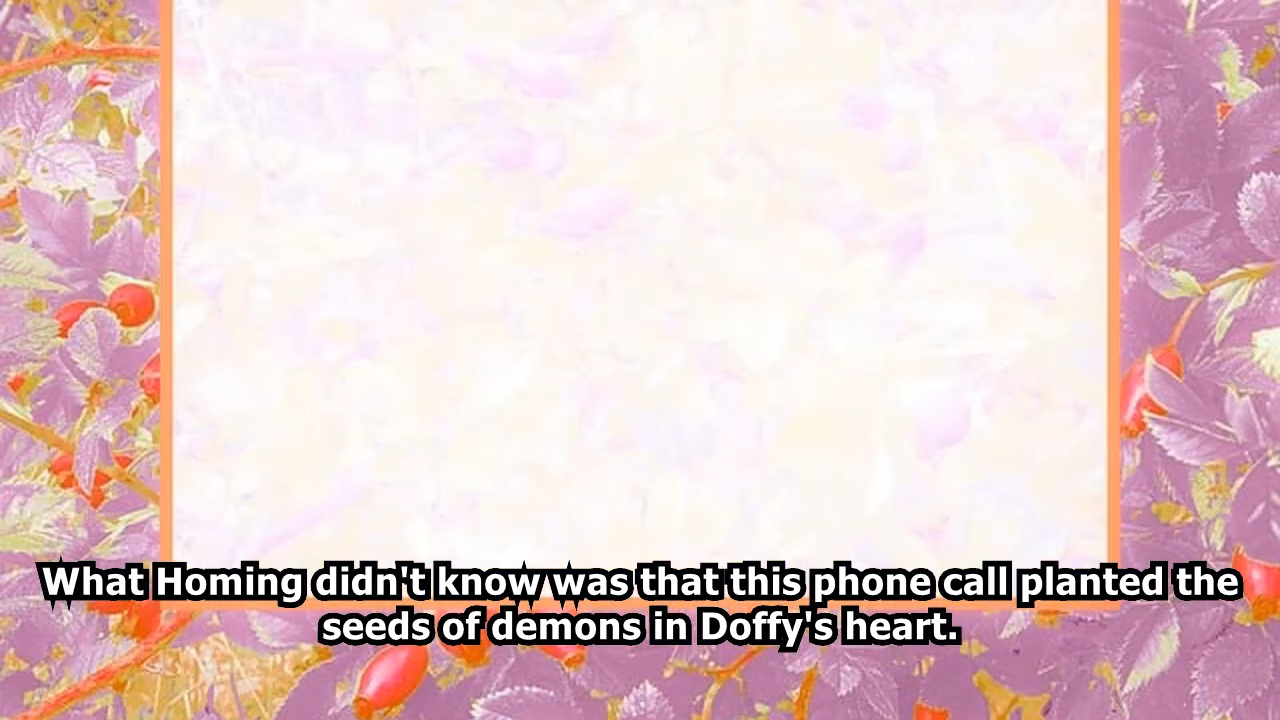 What Homing didn't know was that this phone call planted the
seeds of demons in Doffy's heart.